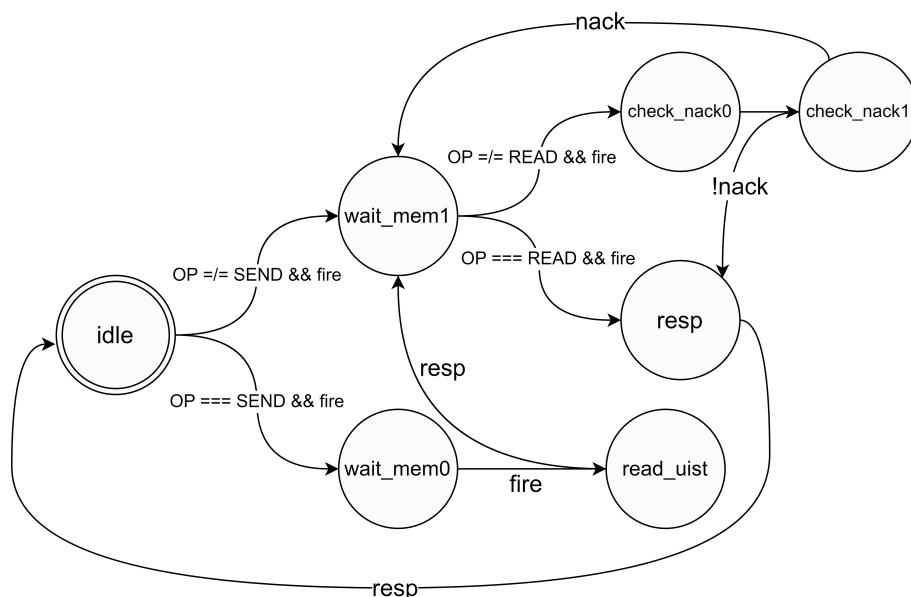 nack
check_nack0
check_nack1
OP =/= READ && fire
!nack
wait_mem1
OP === READ && fire
OP =/= SEND && fire
resp
idle
resp
OP === SEND && fire
wait_mem0
fire
read_uist
resp